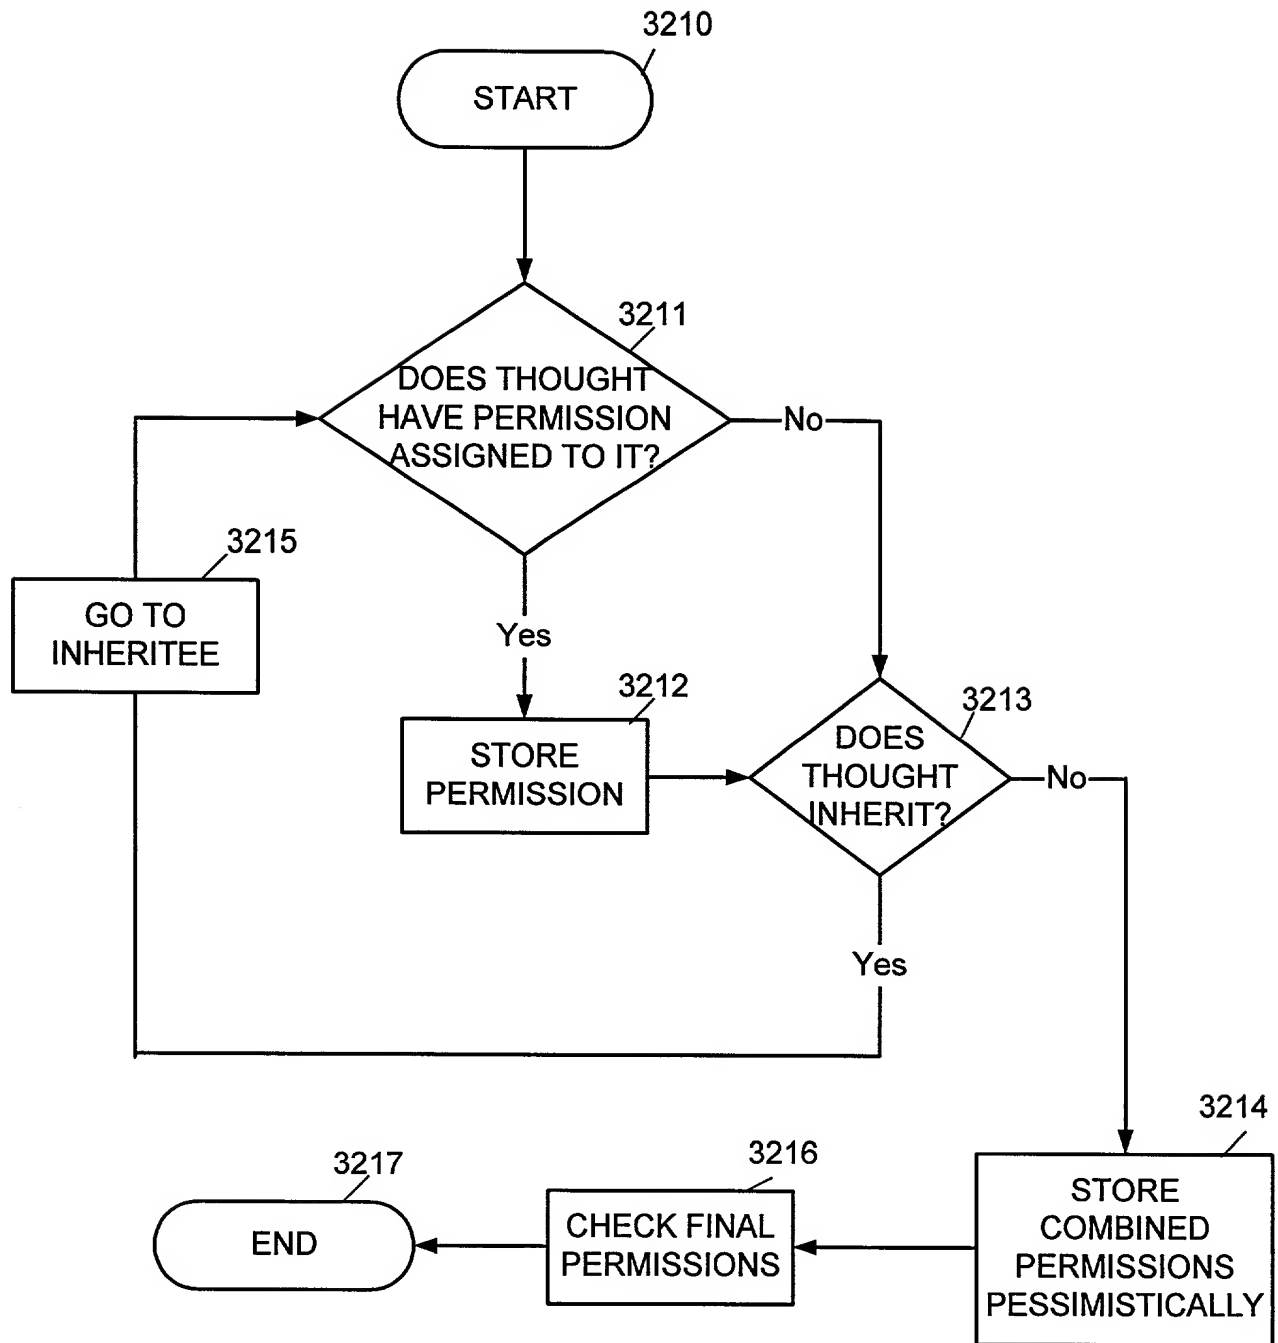 3210
START
3211
DOES THOUGHT
HAVE PERMISSION
ASSIGNED TO IT?
No
3215
GO TO
INHERITEE
Yes
3212
STORE
PERMISSION
3213
DOES
THOUGHT
INHERIT?
No
Yes
3214
STORE
COMBINED
PERMISSIONS
PESSIMISTICALLY
3216
CHECK FINAL
PERMISSIONS
3217
END